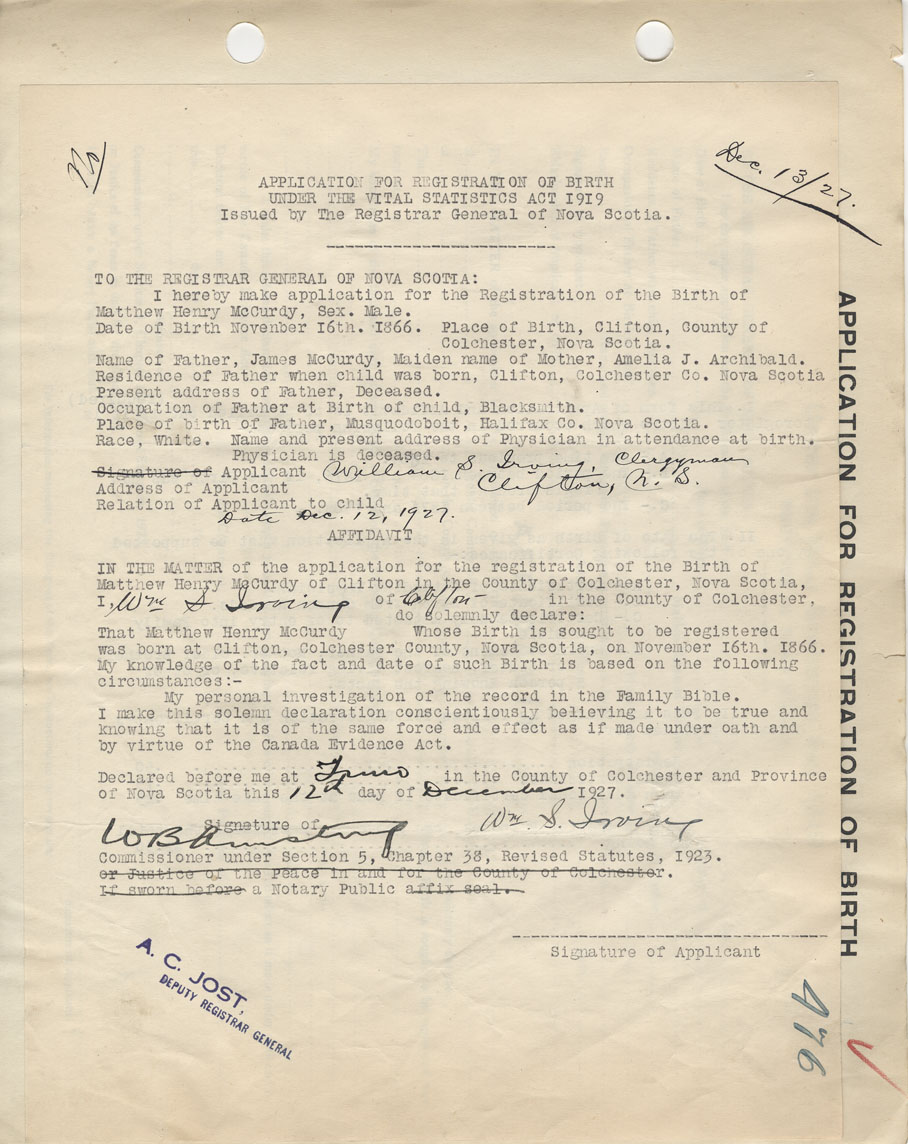 No
Dec. 13/27.
APPLICATION FOR REGISTRATION OF BIRTH
UNDER THE VITAL STATISTICS ACT I9I9
Issued by The Registrar General of Nova Scotia.
TO THE REGISTRAR GENERAL OF NOVA SCOTIA:
I hereby make application for the Registration of the Birth of
Matthew Henry McCurdy, Sex. Male.
Date of Birth Novenber I6th. I866. Place of Birth, Clifton, County of
Colchester, Nova Scotia.
Name of Father, James McCurdy, Maiden name of Mother, Amelia J. Archibald.
Residence of Father when child was born, Clifton, Colchester Co. Nova Scotia
Present address of Father, Deceased.
Occupation of Father at Birth of child, Blacksmith.
Place of birth of Father, Musquodoboit, Halifax Co. Nova Scotia.
Race, White. Name and present address of Physician in attendance at birth.
Physician is deceased.
Signature of Applicant William S. Irving, Clergyman
Address of Applicant Clifton, N. S.
Relation of Applicant to child
Date Dec. 12, 1927.
AFFIDAVIT
IN THE MATTER of the application for the registration of the Birth of
Matthew Henry McCurdy of Clifton in the County of Colchester, Nova Scotia,
I, Wm S. Irving of Clifton in the County of Colchester,
do solemnly declare:
That Matthew Henry McCurdy Whose Birth is sought to be registered
was born at Clifton, Colchester County, Nova Scotia, on November I6th. I866.
My knowledge of the fact and date of such Birth is based on the following
circumstances:-
My personal investigation of the record in the Family Bible.
I make this solemn declaration conscientiously believing it to be true and
knowing that it is of the same force and effect as if made under oath and
by virtue of the Canada Evidence Act.
Declared before me at Truro in the County of Colchester and Province
of Nova Scotia this 12th day of December I927.
Signature of
W B Armstrong Wm. S. Irving
Commissioner under Section 5, Chapter 38, Revised Statutes, I923.
or Justice of the Peace in and for the County of Colchester.
If sworn before a Notary Public affix seal.
Signature of Applicant
A. C. JOST,
DEPUTY REGISTRAR GENERAL
APPLICATION FOR REGISTRATION OF BIRTH
476